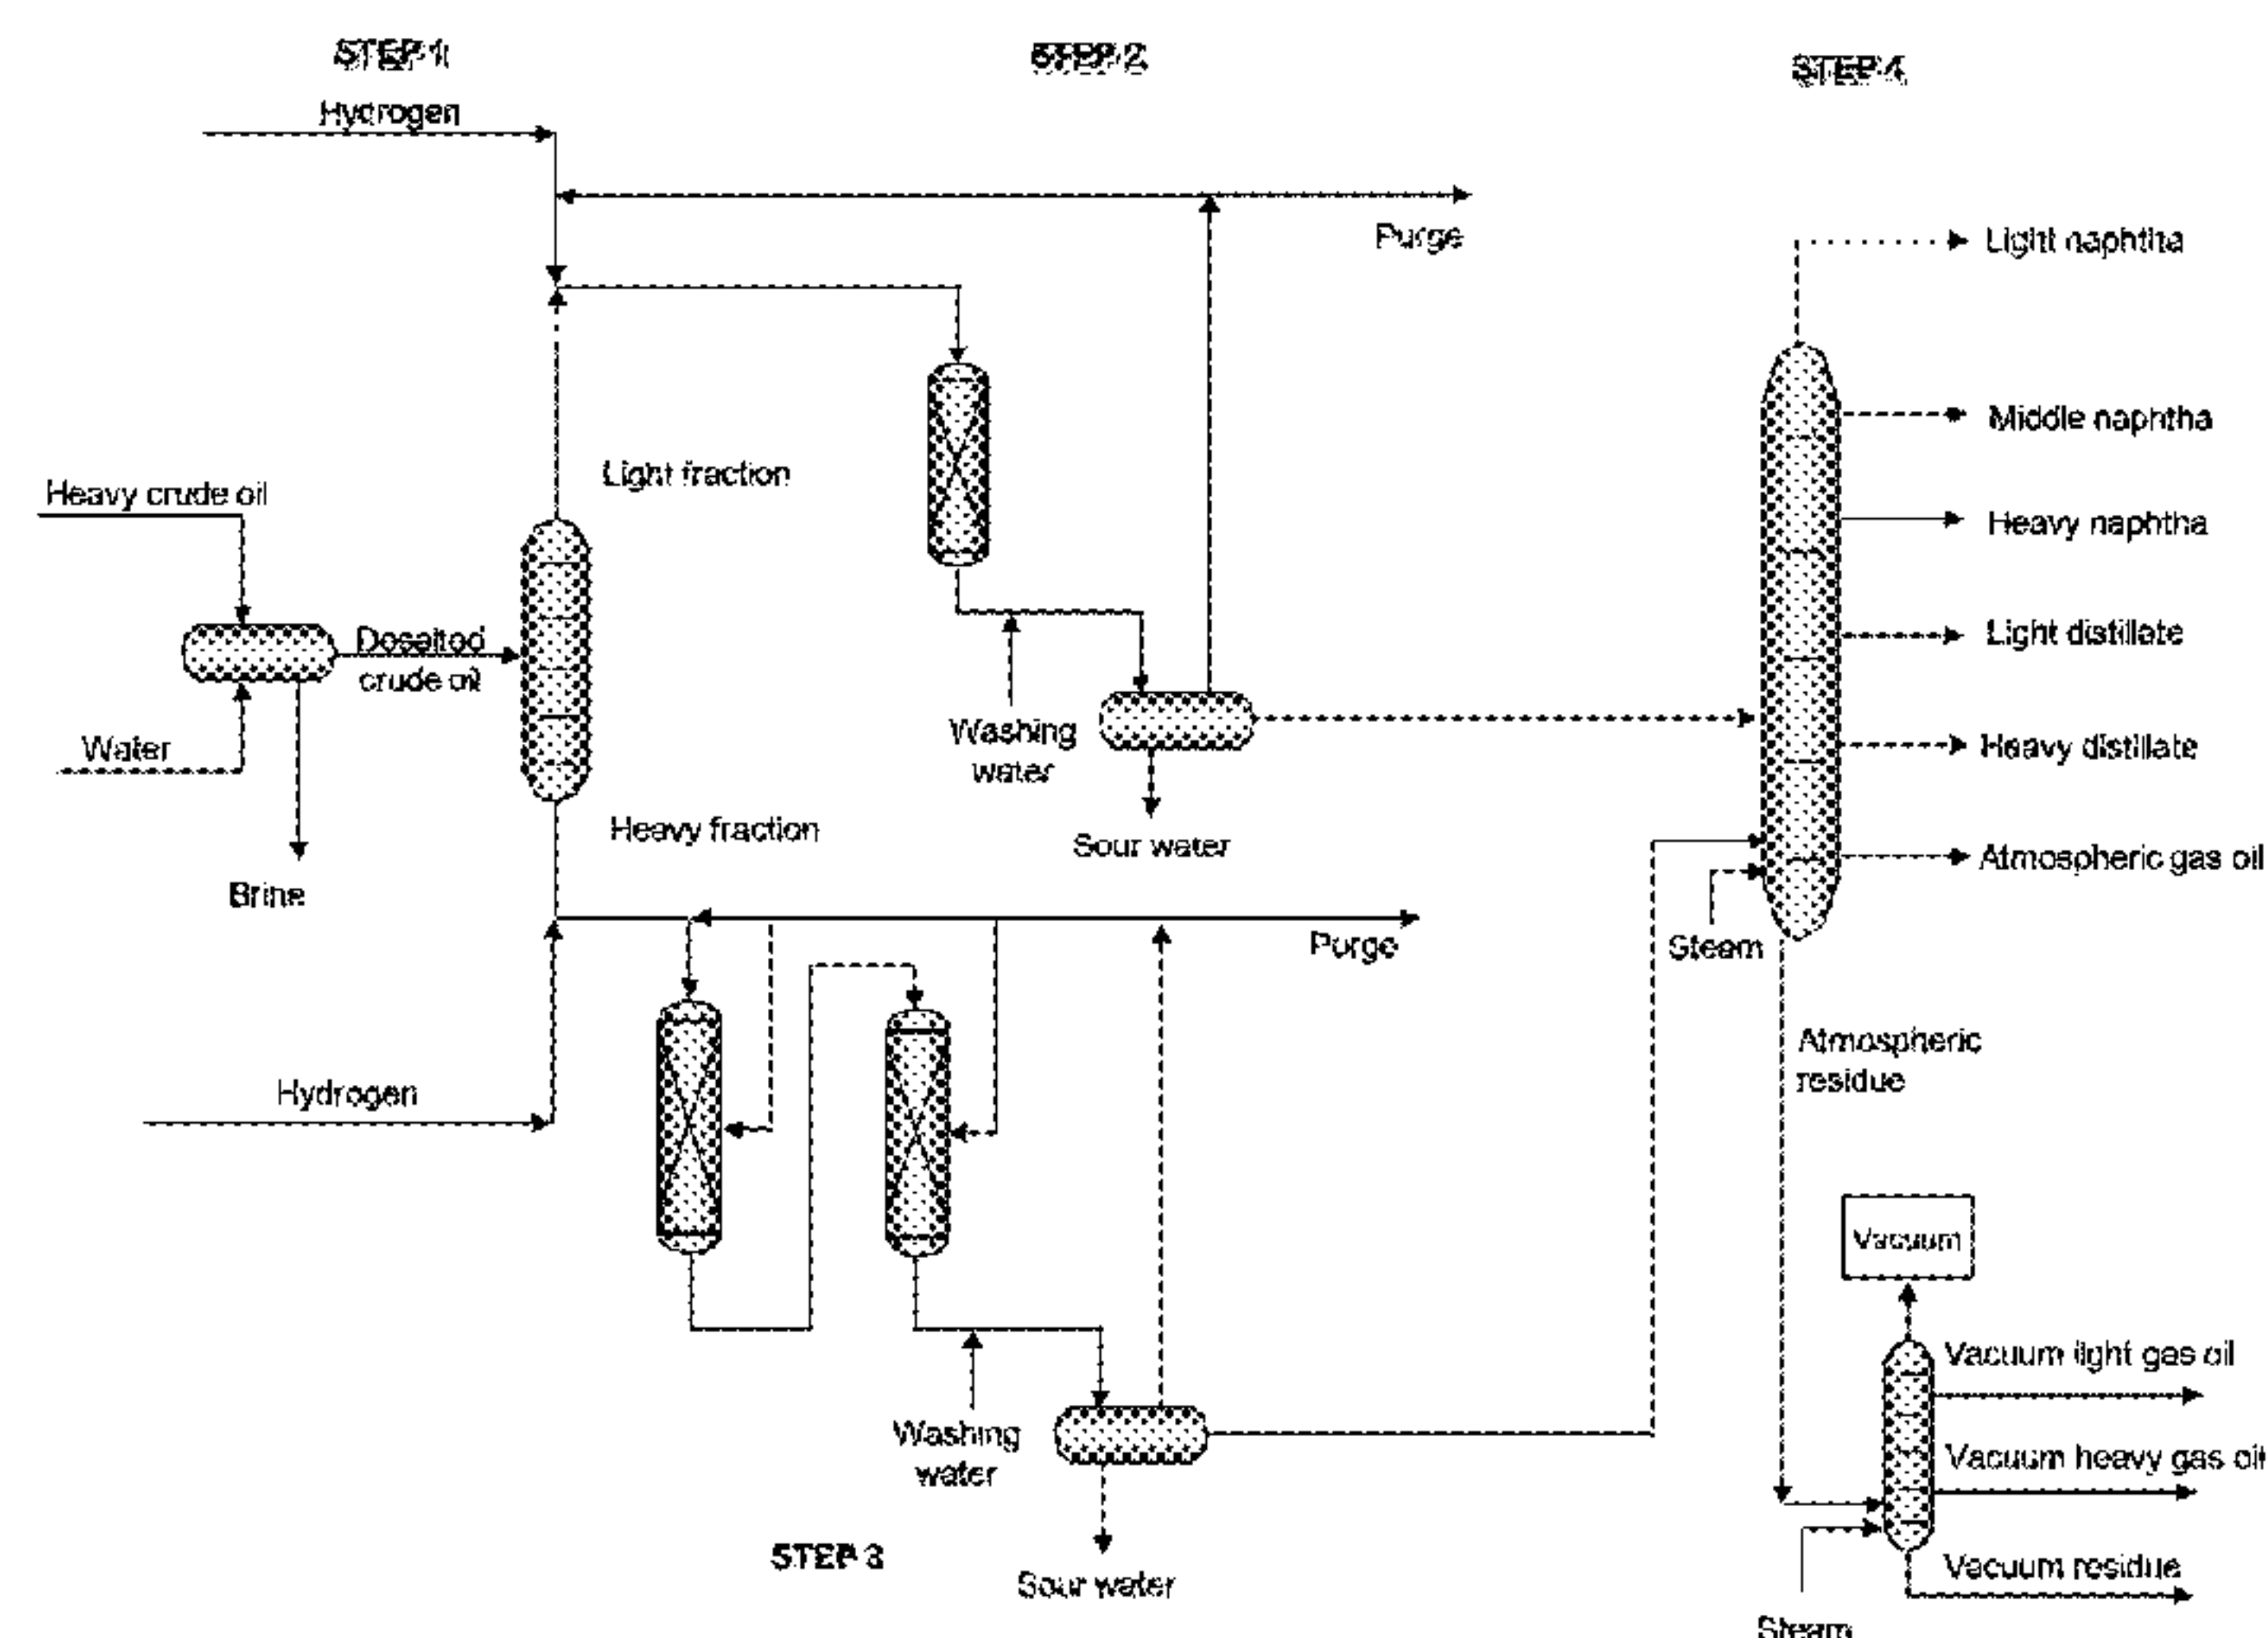 STEP 1
STEP 2
STEP 4
Hydrogen
Purge
Light naphtha
Middle naphtha
Light fraction
Heavy crude oil
Heavy naphtha
Desalted
crude oil
Light distillate
Water
Washing
water
Heavy distillate
Heavy fraction
Sour water
Atmospheric gas oil
Brine
Purge
Steam
Atmospheric
residue
Hydrogen
Vacuum
Vacuum light gas oil
Washing
water
Vacuum heavy gas oil
STEP 3
Sour water
Vacuum residue
Steam